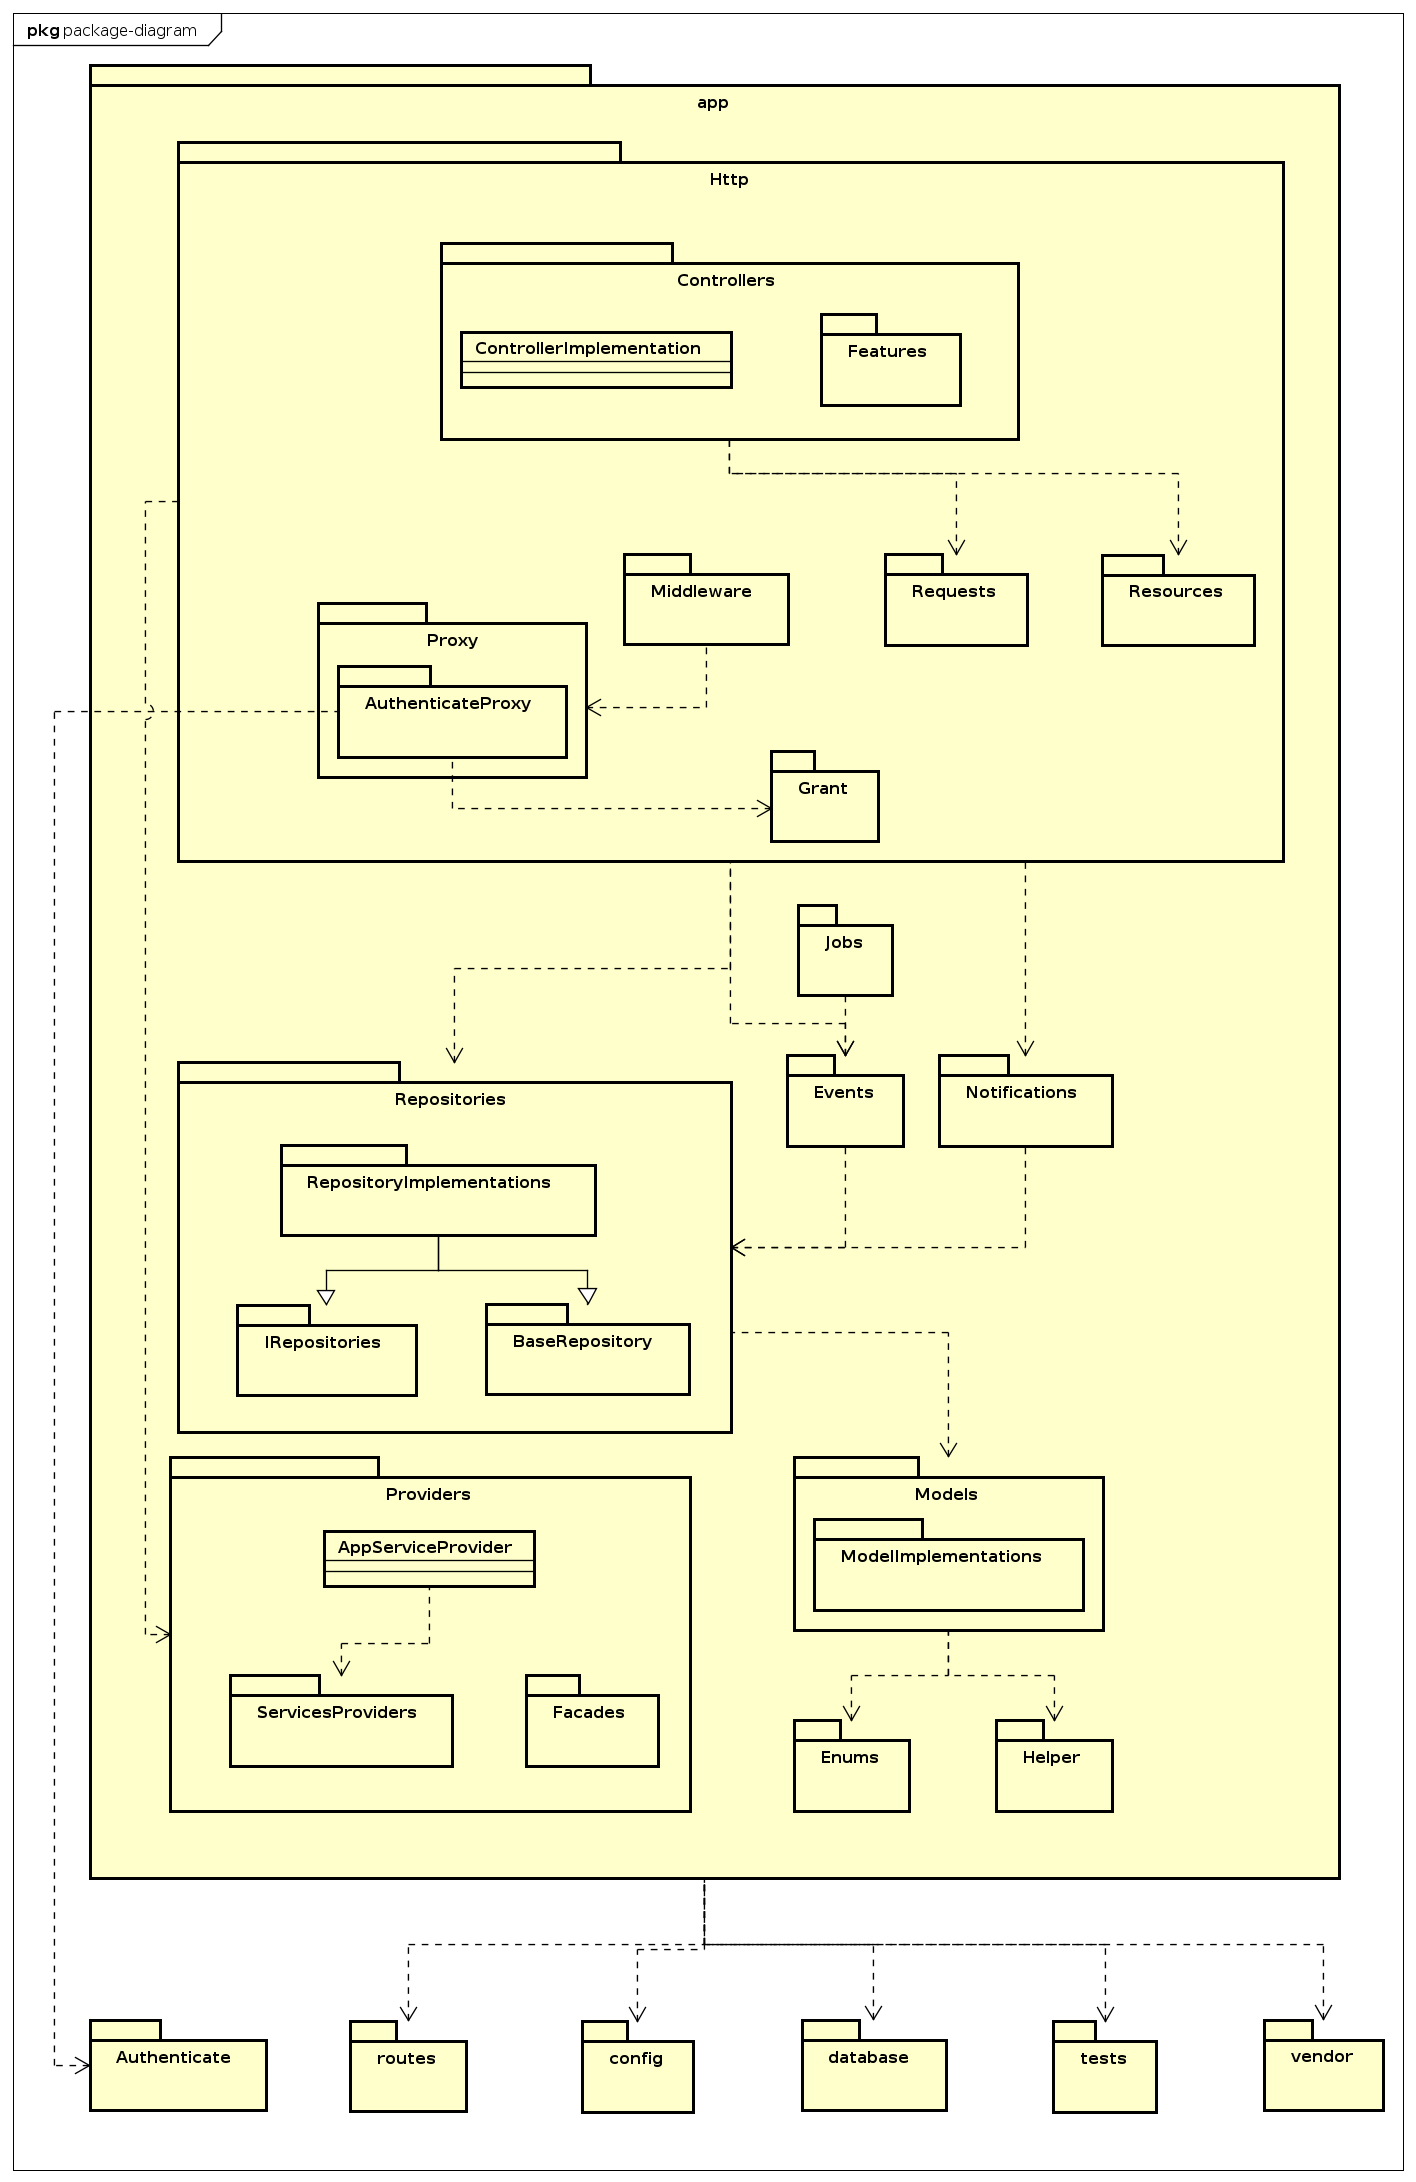 pkg package-diagram
app
Http
Controllers
ControllerImplementation
Features
Middleware
Requests
Resources
Proxy
AuthenticateProxy
Grant
Jobs
Events
Notifications
Repositories
RepositoryImplementations
IRepositories
BaseRepository
Providers
Models
AppServiceProvider
ModelImplementations
ServicesProviders
Facades
Enums
Helper
Authenticate
routes
config
database
tests
vendor